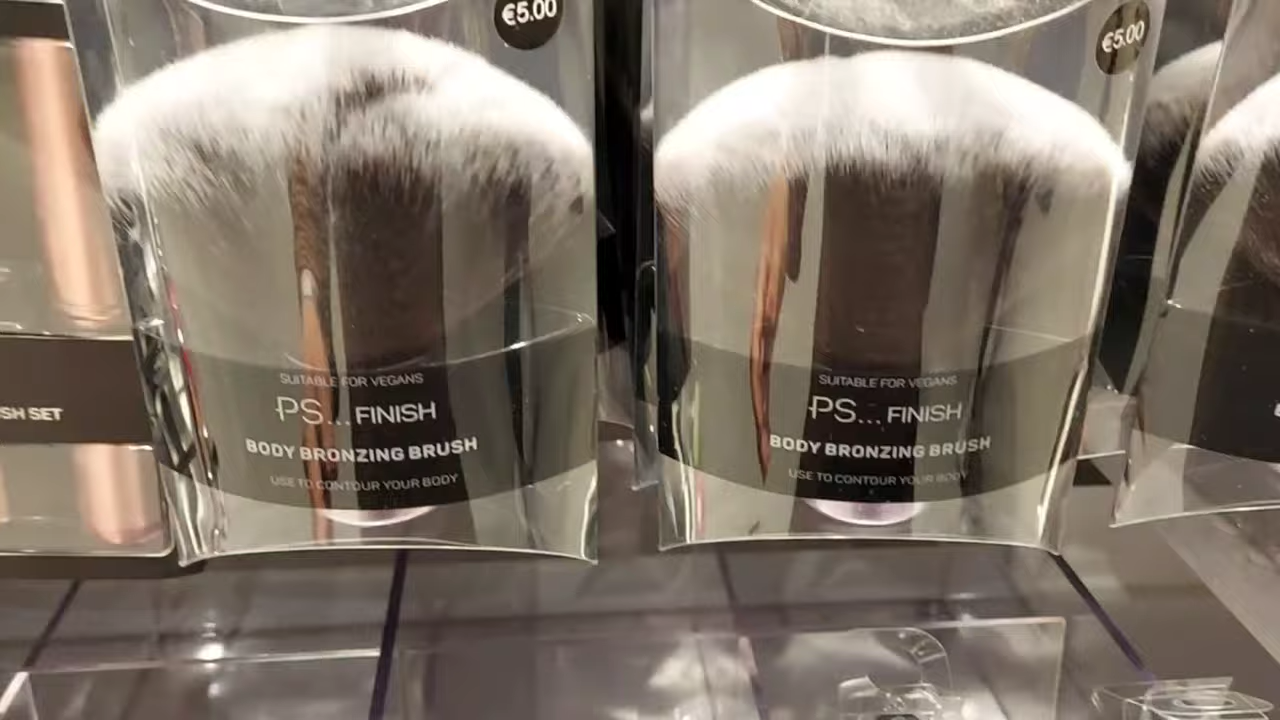 €5.00
€5.00
SUITABLE FOR VEGANS
PS... FINISH
BODY BRONZING BRUSH
USE TO CONTOUR YOUR BODY
SUITABLE FOR VEGANS
PS... FINISH
BODY BRONZING BRUSH
USE TO CONTOUR YOUR BODY
SH SET